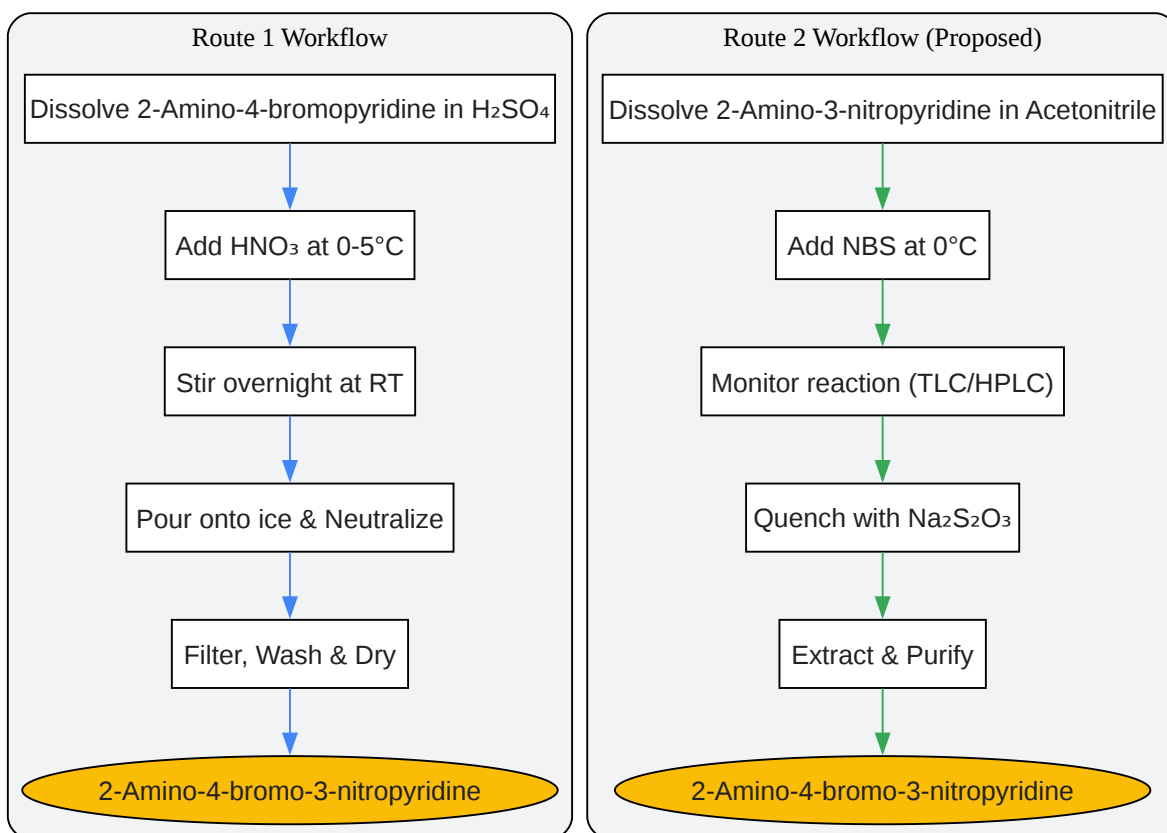 Route 1 Workflow
Dissolve 2-Amino-4-bromopyridine in H₂SO₄
Add HNO₃ at 0-5°C
Stir overnight at RT
Pour onto ice & Neutralize
Filter, Wash & Dry
2-Amino-4-bromo-3-nitropyridine
Route 2 Workflow (Proposed)
Dissolve 2-Amino-3-nitropyridine in Acetonitrile
Add NBS at 0°C
Monitor reaction (TLC/HPLC)
Quench with Na₂S₂O₃
Extract & Purify
2-Amino-4-bromo-3-nitropyridine